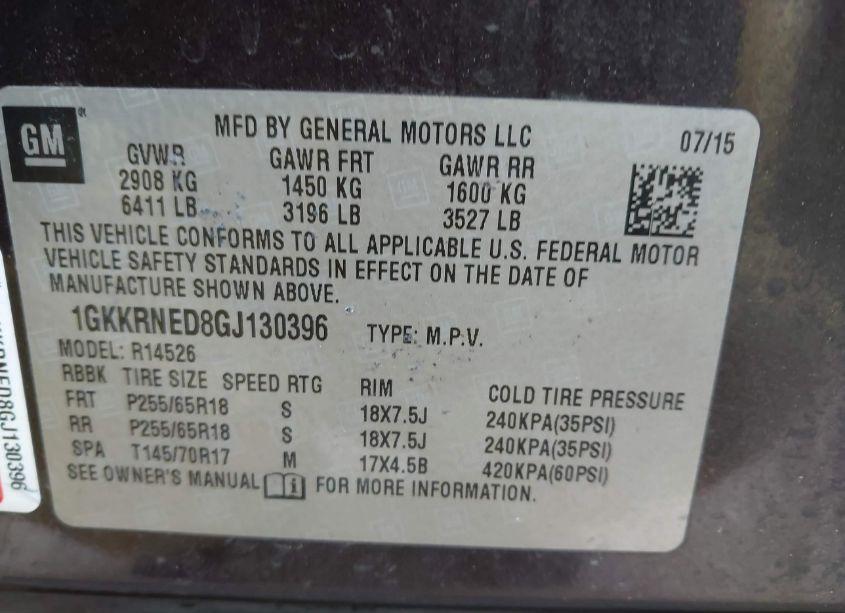 GM
MFD BY GENERAL MOTORS LLC 07/15
GVWR GAWR FRT GAWR RR
2908 KG 1450 KG 1600 KG
6411 LB 3196 LB 3527 LB
THIS VEHICLE CONFORMS TO ALL APPLICABLE U.S. FEDERAL MOTOR
VEHICLE SAFETY STANDARDS IN EFFECT ON THE DATE OF
MANUFACTURE SHOWN ABOVE.
1GKKRNED8GJ130396 TYPE: M.P.V.
MODEL: R14526
RBBK TIRE SIZE SPEED RTG RIM COLD TIRE PRESSURE
FRT P255/65R18 S 18X7.5J 240KPA(35PSI)
RR P255/65R18 S 18X7.5J 240KPA(35PSI)
SPA T145/70R17 M 17X4.5B 420KPA(60PSI)
SEE OWNER'S MANUAL i FOR MORE INFORMATION.
KRNED8GJ130396